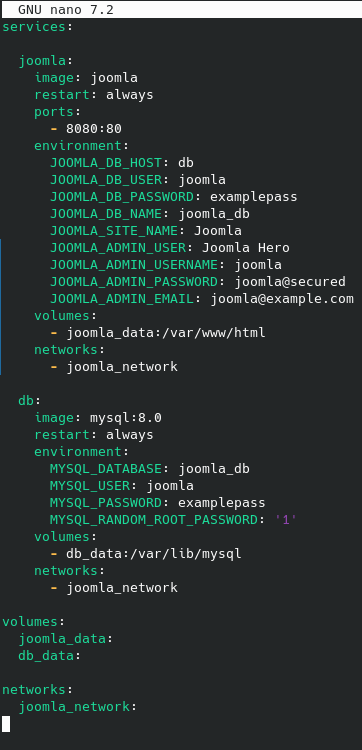 GNU nano 7.2
services:
  joomla:
    image: joomla
    restart: always
    ports:
      - 8080:80
    environment:
      JOOMLA_DB_HOST: db
      JOOMLA_DB_USER: joomla
      JOOMLA_DB_PASSWORD: examplepass
      JOOMLA_DB_NAME: joomla_db
      JOOMLA_SITE_NAME: Joomla
      JOOMLA_ADMIN_USER: Joomla Hero
      JOOMLA_ADMIN_USERNAME: joomla
      JOOMLA_ADMIN_PASSWORD: joomla@secured
      JOOMLA_ADMIN_EMAIL: joomla@example.com
    volumes:
      - joomla_data:/var/www/html
    networks:
      - joomla_network
  db:
    image: mysql:8.0
    restart: always
    environment:
      MYSQL_DATABASE: joomla_db
      MYSQL_USER: joomla
      MYSQL_PASSWORD: examplepass
      MYSQL_RANDOM_ROOT_PASSWORD: '1'
    volumes:
      - db_data:/var/lib/mysql
    networks:
      - joomla_network
volumes:
  joomla_data:
  db_data:
networks:
  joomla_network: